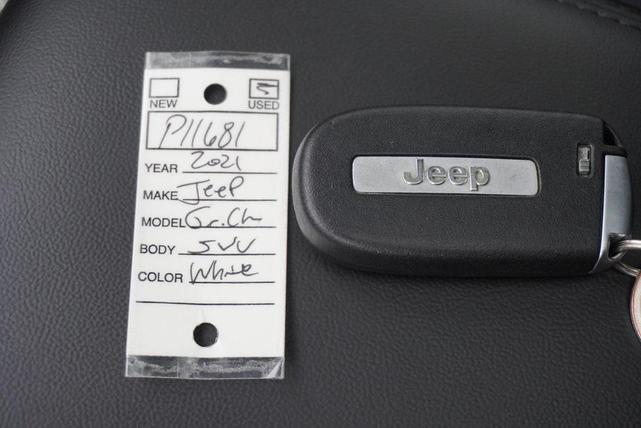 NEW USED
P11681
YEAR 2021
MAKE Jeep
MODEL Gr.Ch
BODY SUV
COLOR White
Jeep